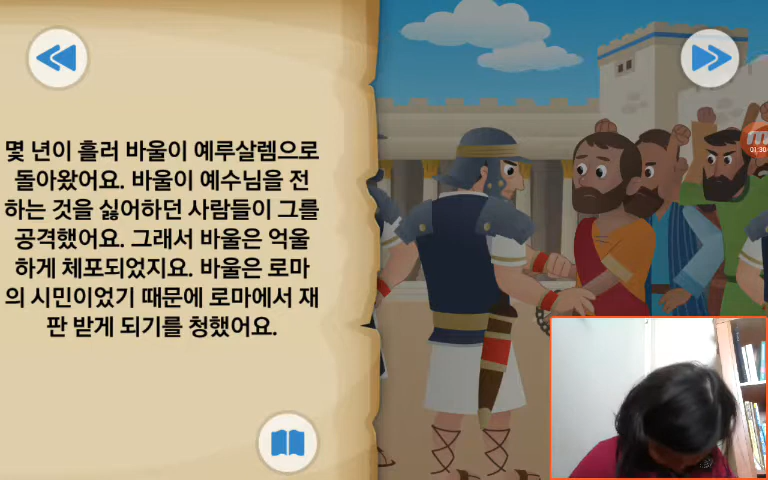 몇 년이 흘러 바울이 예루살렘으로
돌아왔어요. 바울이 예수님을 전
하는 것을 싫어하던 사람들이 그를
공격했어요. 그래서 바울은 억울
하게 체포되었지요. 바울은 로마
의 시민이었기 때문에 로마에서 재
판 받게 되기를 청했어요.